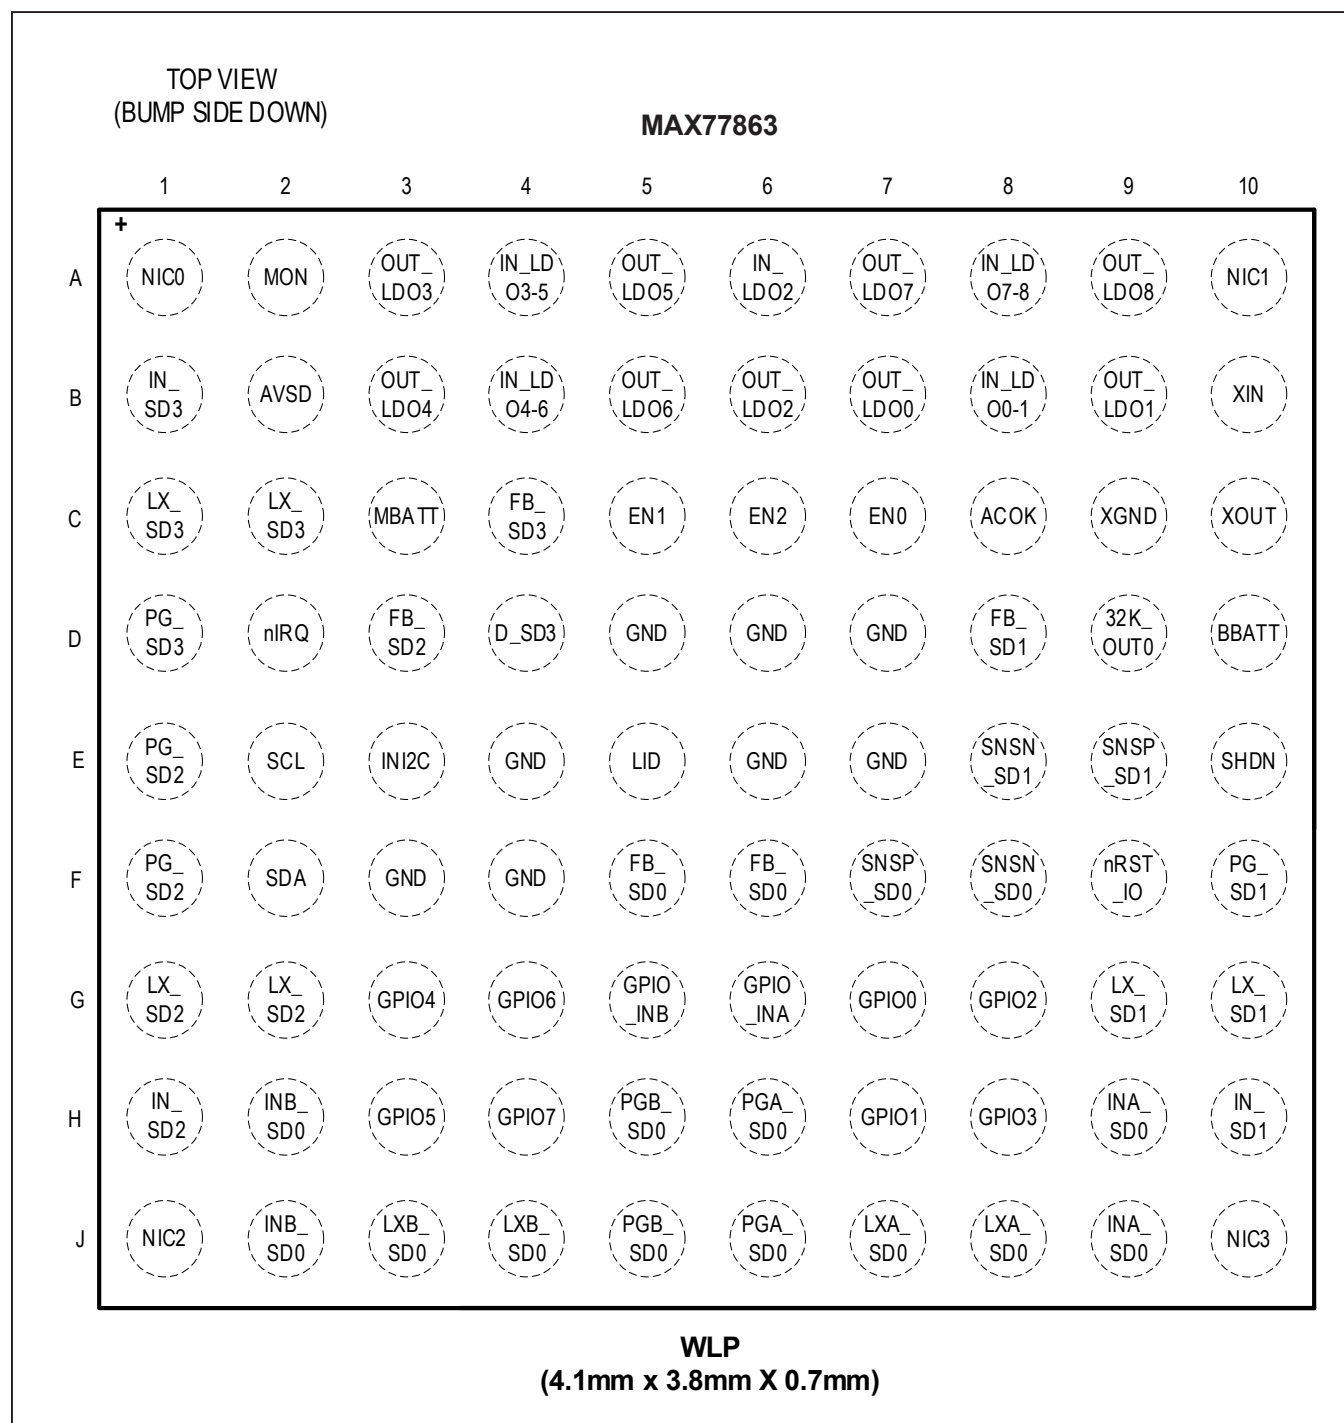 TOP VIEW
(BUMP SIDE DOWN)
MAX77863
1 2 3 4 5 6 7 8 9 10
+
A NIC0 MON OUT_ IN_LD OUT_ IN_ OUT_ IN_LD OUT_ NIC1
LDO3 O3-5 LDO5 LDO2 LDO7 O7-8 LDO8
B IN_ AVSD OUT_ IN_LD OUT_ OUT_ OUT_ IN_LD OUT_ XIN
SD3 LDO4 O4-6 LDO6 LDO2 LDO0 O0-1 LDO1
C LX_ LX_ MBATT FB_ EN1 EN2 EN0 ACOK XGND XOUT
SD3 SD3 SD3
D PG_ nIRQ FB_ D_SD3 GND GND GND FB_ 32K_ BBATT
SD3 SD2 SD1 OUT0
E PG_ SCL INI2C GND LID GND GND SNSN SNSP SHDN
SD2 _SD1 _SD1
F PG_ SDA GND GND FB_ FB_ SNSP SNSN nRST PG_
SD2 SD0 SD0 _SD0 _SD0 _IO SD1
G LX_ LX_ GPIO4 GPIO6 GPIO GPIO GPIO0 GPIO2 LX_ LX_
SD2 SD2 _INB _INA SD1 SD1
H IN_ INB_ GPIO5 GPIO7 PGB_ PGA_ GPIO1 GPIO3 INA_ IN_
SD2 SD0 SD0 SD0 SD0 SD1
J NIC2 INB_ LXB_ LXB_ PGB_ PGA_ LXA_ LXA_ INA_ NIC3
SD0 SD0 SD0 SD0 SD0 SD0 SD0 SD0
WLP
(4.1mm x 3.8mm X 0.7mm)